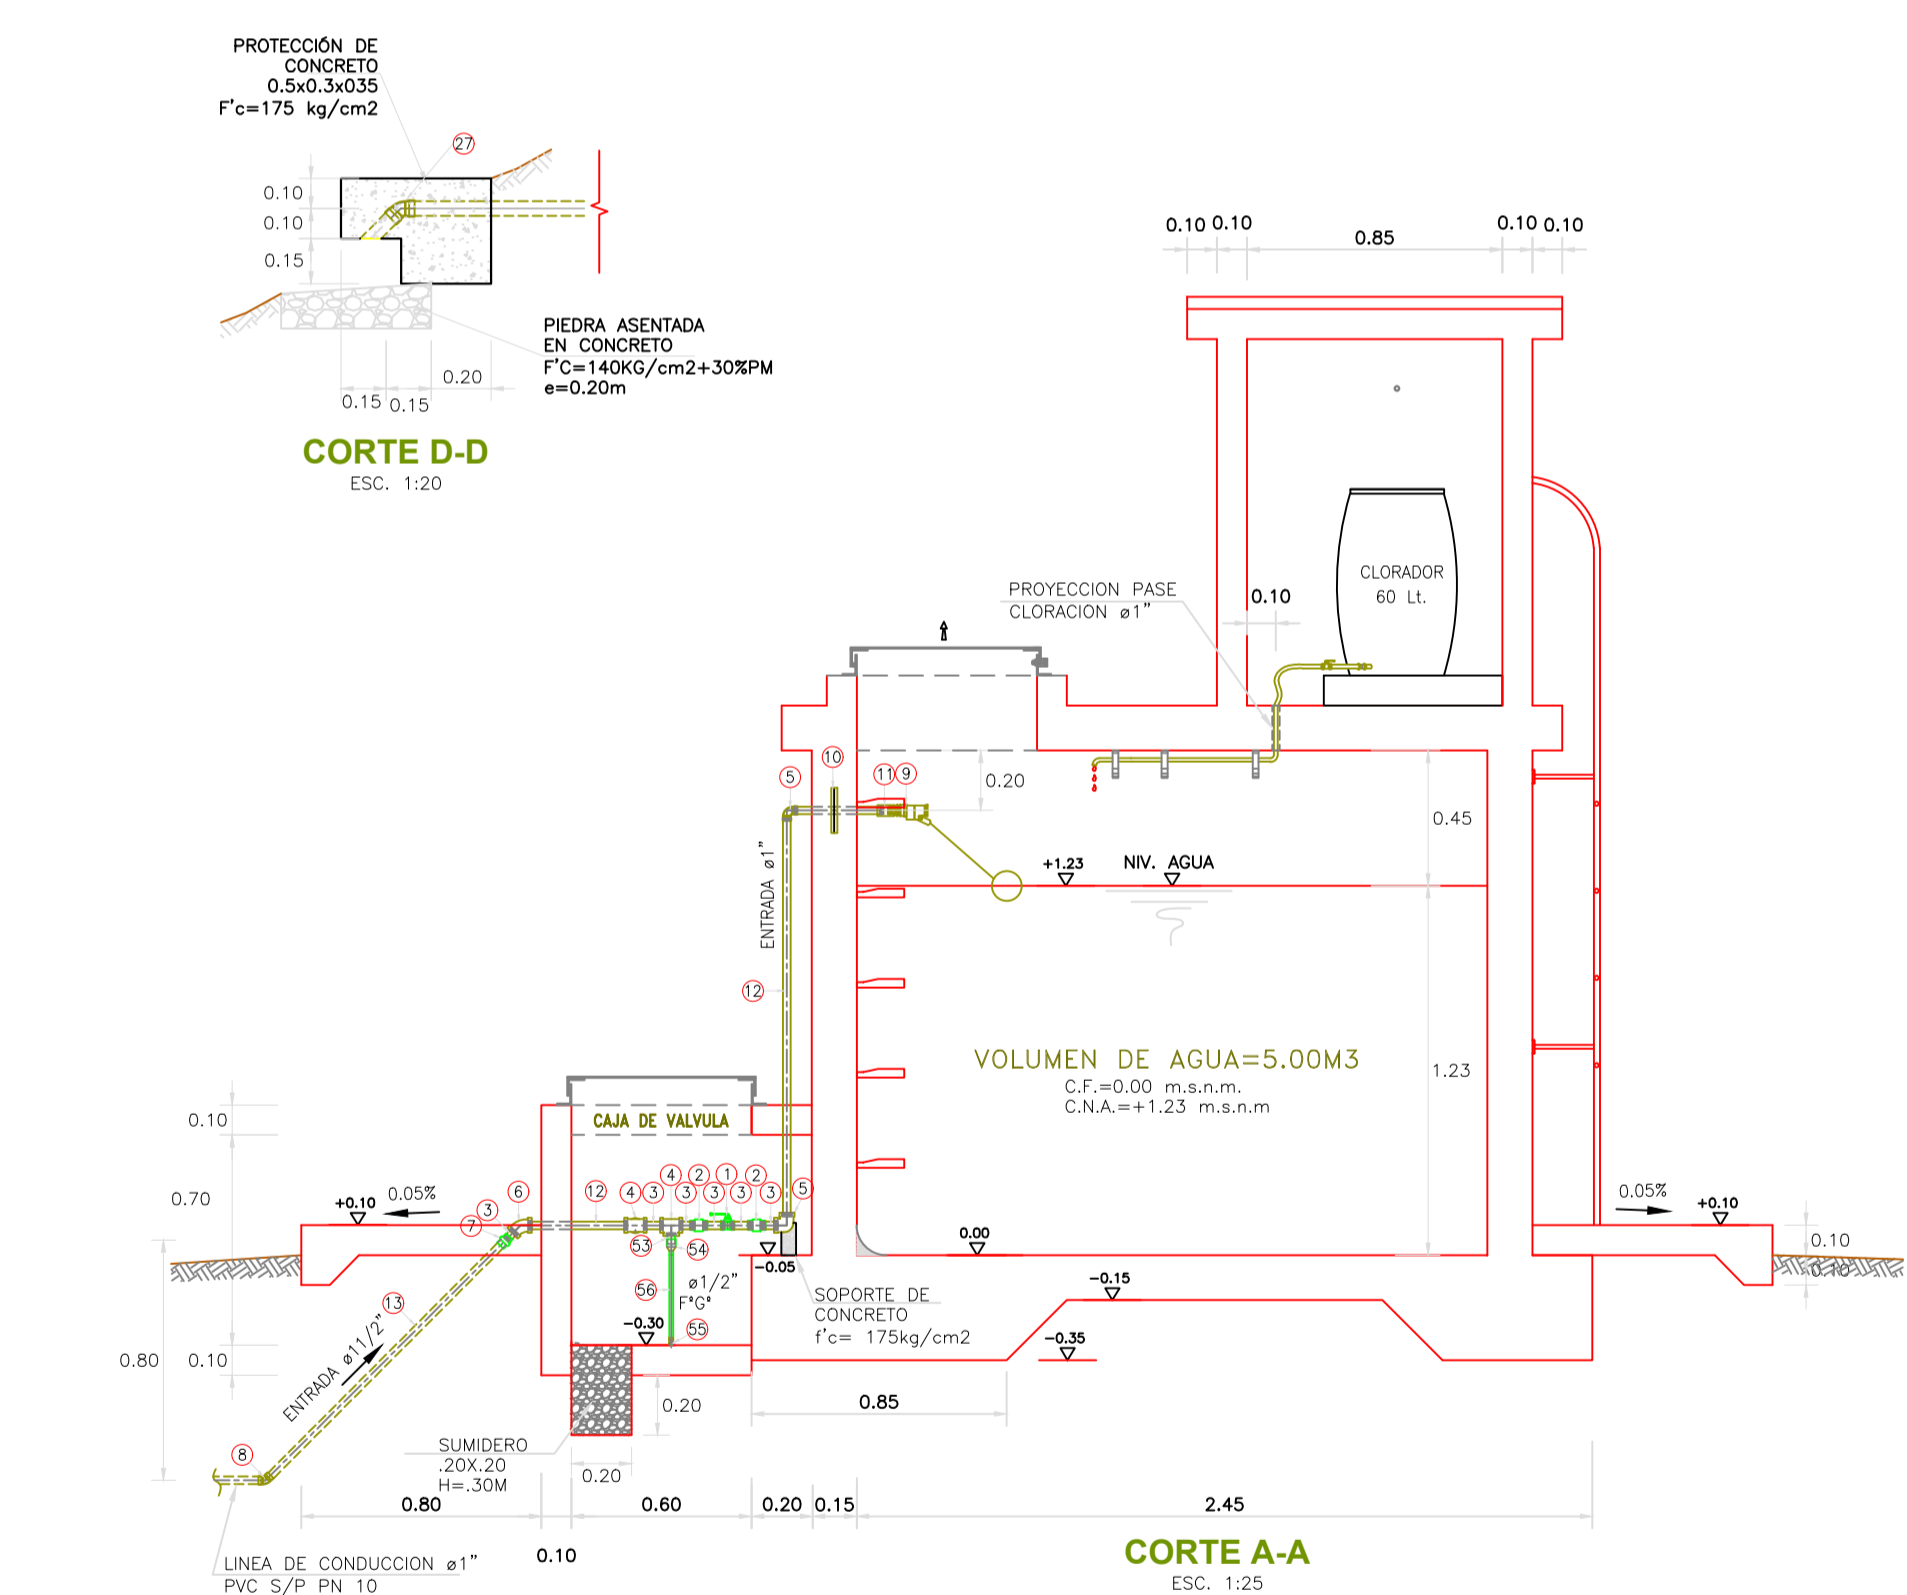 PROTECCIÓN DE
CONCRETO
0.5x0.3x035
F'c=175 kg/cm2
27
0.10
0.10
0.15
PIEDRA ASENTADA
EN CONCRETO
F'C=140KG/cm2+30%PM
e=0.20m
0.20
0.15
0.15
CORTE D-D
ESC. 1:20
0.10
0.10
0.85
0.10
0.10
CLORADOR
60 Lt.
PROYECCION PASE
CLORACION ø1"
0.10
10
5
11
9
0.20
0.45
ENTRADA ø1"
+1.23
NIV. AGUA
12
VOLUMEN DE AGUA=5.00M3
C.F.=0.00 m.s.n.m.
C.N.A.=+1.23 m.s.n.m
1.23
0.10
CAJA DE VALVULA
0.70
+0.10
0.05%
7
3
6
12
4
3
4
3
2
3
1
3
2
3
5
53
54
-0.05
0.00
0.05%
+0.10
0.10
0.10
56
ø1/2"
F°G°
55
-0.30
SOPORTE DE
CONCRETO
f'c= 175kg/cm2
-0.15
-0.35
13
ENTRADA ø11/2"
0.80
0.10
0.20
0.85
8
SUMIDERO
.20X.20
H=.30M
0.20
0.80
0.60
0.20
0.15
2.45
0.10
LINEA DE CONDUCCION ø1"
PVC S/P PN 10
CORTE A-A
ESC. 1:25